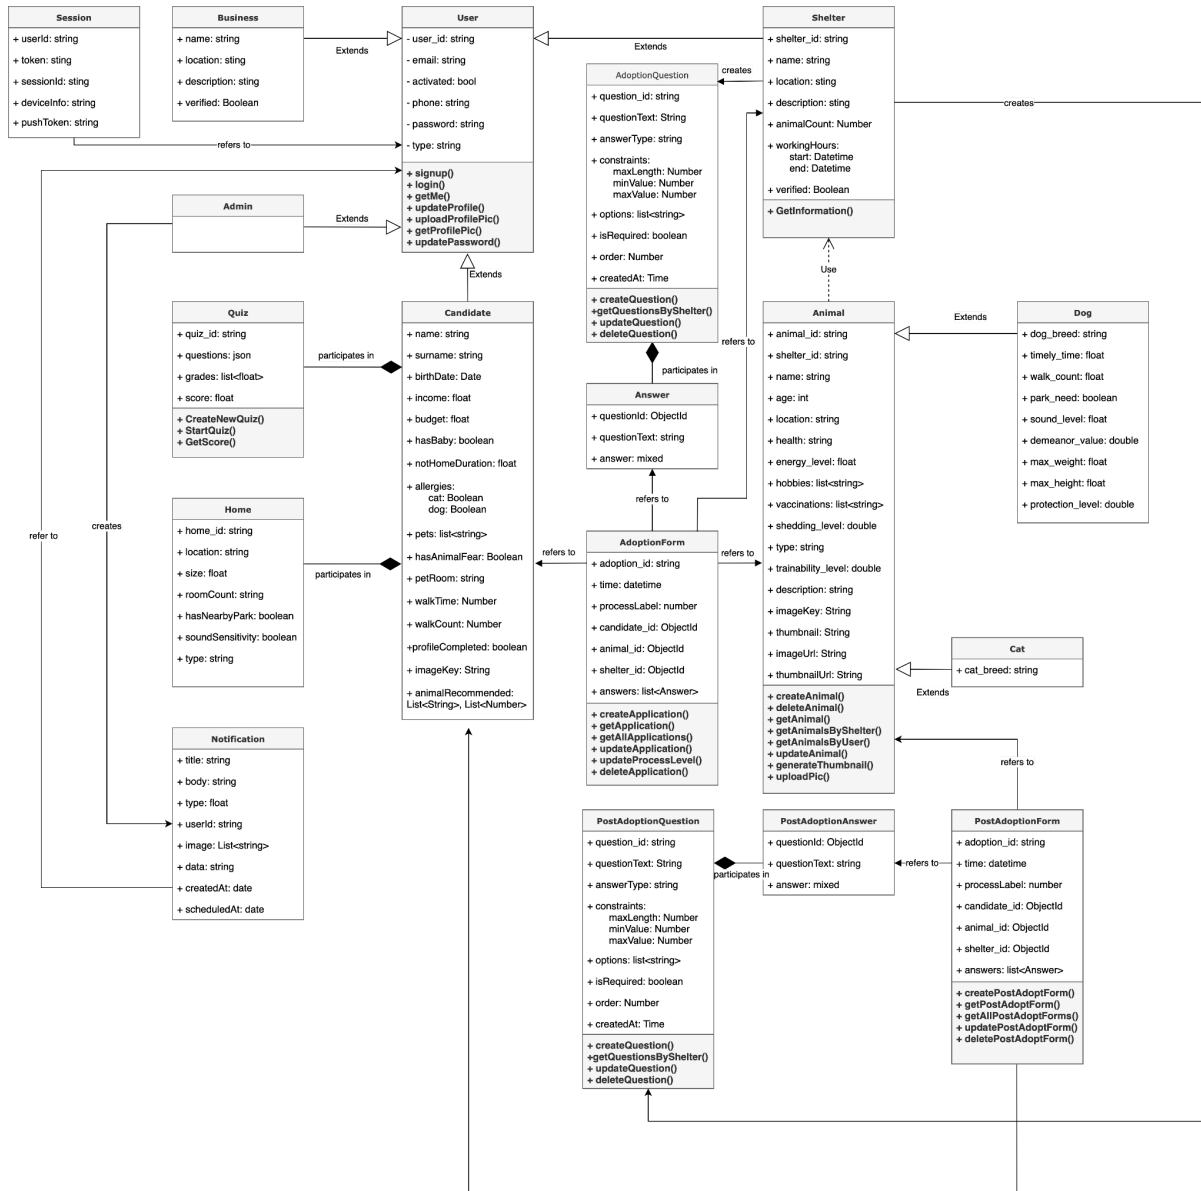 Session
+ userId: string
+ token: sting
+ sessionId: sting
+ deviceInfo: string
+ pushToken: string
Business
+ name: string
+ location: sting
+ description: sting
+ verified: Boolean
User
- user_id: string
- email: string
- activated: bool
- phone: string
- password: string
- type: string
+ signup()
+ login()
+ getMe()
+ updateProfile()
+ uploadProfilePic()
+ getProfilePic()
+ updatePassword()
Shelter
+ shelter_id: string
+ name: string
+ location: sting
+ description: sting
+ animalCount: Number
+ workingHours:
start: Datetime
end: Datetime
+ verified: Boolean
+ GetInformation()
Extends
Extends
creates
creates
refers to
AdoptionQuestion
+ question_id: string
+ questionText: String
+ answerType: string
+ constraints:
maxLength: Number
minValue: Number
maxValue: Number
+ options: list<string>
+ isRequired: boolean
+ order: Number
+ createdAt: Time
+ createQuestion()
+getQuestionsByShelter()
+ updateQuestion()
+ deleteQuestion()
Admin
Extends
Extends
Use
Quiz
+ quiz_id: string
+ questions: json
+ grades: list<float>
+ score: float
+ CreateNewQuiz()
+ StartQuiz()
+ GetScore()
participates in
Candidate
+ name: string
+ surname: string
+ birthDate: Date
+ income: float
+ budget: float
+ hasBaby: boolean
+ notHomeDuration: float
+ allergies:
cat: Boolean
dog: Boolean
+ pets: list<string>
+ hasAnimalFear: Boolean
+ petRoom: string
+ walkTime: Number
+ walkCount: Number
+profileCompleted: boolean
+ imageKey: String
+ animalRecommended:
List<String>, List<Number>
refers to
participates in
Answer
+ questionId: ObjectId
+ questionText: string
+ answer: mixed
Animal
+ animal_id: string
+ shelter_id: string
+ name: string
+ age: int
+ location: string
+ health: string
+ energy_level: float
+ hobbies: list<string>
+ vaccinations: list<string>
+ shedding_level: double
+ type: string
+ trainability_level: double
+ description: string
+ imageKey: String
+ thumbnail: String
+ imageUrl: String
+ thumbnailUrl: String
+ createAnimal()
+ deleteAnimal()
+ getAnimal()
+ getAnimalsByShelter()
+ getAnimalsByUser()
+ updateAnimal()
+ generateThumbnail()
+ uploadPic()
Extends
Dog
+ dog_breed: string
+ timely_time: float
+ walk_count: float
+ park_need: boolean
+ sound_level: float
+ demeanor_value: double
+ max_weight: float
+ max_height: float
+ protection_level: double
refer to
creates
Home
+ home_id: string
+ location: string
+ size: float
+ roomCount: string
+ hasNearbyPark: boolean
+ soundSensitivity: boolean
+ type: string
participates in
refers to
refers to
refers to
AdoptionForm
+ adoption_id: string
+ time: datetime
+ processLabel: number
+ candidate_id: ObjectId
+ animal_id: ObjectId
+ shelter_id: ObjectId
+ answers: list<Answer>
+ createApplication()
+ getApplication()
+ getAllApplications()
+ updateApplication()
+ updateProcessLevel()
+ deleteApplication()
Cat
+ cat_breed: string
Extends
Notification
+ title: string
+ body: string
+ type: float
+ userId: string
+ image: List<string>
+ data: string
+ createdAt: date
+ scheduledAt: date
refers to
PostAdoptionQuestion
+ question_id: string
+ questionText: String
+ answerType: string
+ constraints:
maxLength: Number
minValue: Number
maxValue: Number
+ options: list<string>
+ isRequired: boolean
+ order: Number
+ createdAt: Time
+ createQuestion()
+getQuestionsByShelter()
+ updateQuestion()
+ deleteQuestion()
participates in
PostAdoptionAnswer
+ questionId: ObjectId
+ questionText: string
+ answer: mixed
refers to
PostAdoptionForm
+ adoption_id: string
+ time: datetime
+ processLabel: number
+ candidate_id: ObjectId
+ animal_id: ObjectId
+ shelter_id: ObjectId
+ answers: list<Answer>
+ createPostAdoptForm()
+ getPostAdoptForm()
+ getAllPostAdoptForms()
+ updatePostAdoptForm()
+ deletePostAdoptForm()